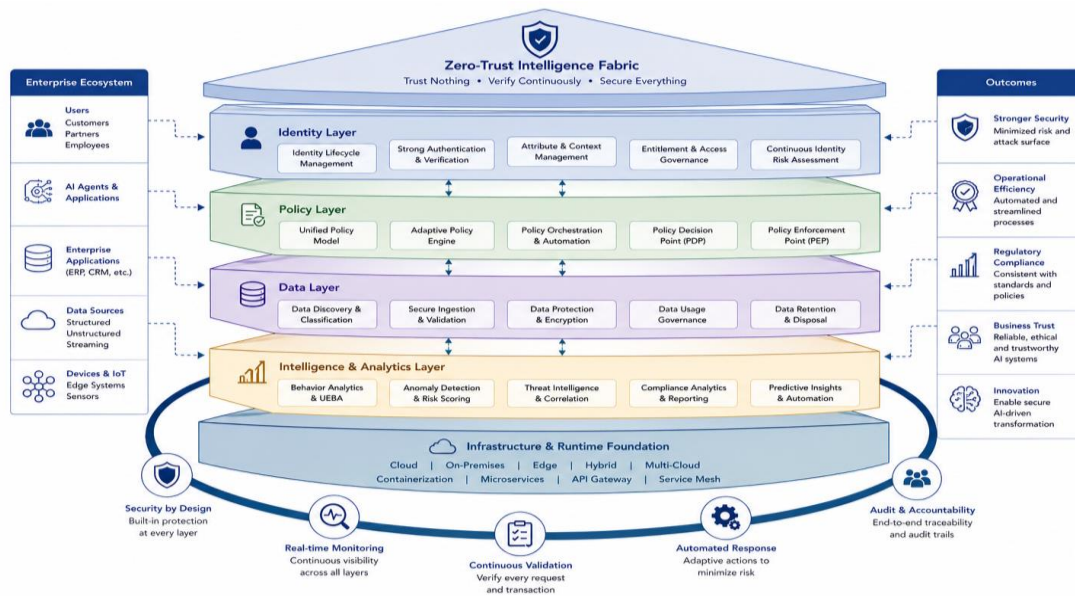 Zero-Trust Intelligence Fabric
Trust Nothing • Verify Continuously • Secure Everything
Enterprise Ecosystem
Users
Customers
Partners
Employees
AI Agents &
Applications
Enterprise
Applications
(ERP, CRM, etc.)
Data Sources
Structured
Unstructured
Streaming
Devices & IoT
Edge Systems
Sensors
Identity Layer
Identity Lifecycle
Management
Strong Authentication
& Verification
Attribute & Context
Management
Entitlement & Access
Governance
Continuous Identity
Risk Assessment
Policy Layer
Unified Policy
Model
Adaptive Policy
Engine
Policy Orchestration
& Automation
Policy Decision
Point (PDP)
Policy Enforcement
Point (PEP)
Data Layer
Data Discovery &
Classification
Secure Ingestion
& Validation
Data Protection
& Encryption
Data Usage
Governance
Data Retention
& Disposal
Intelligence & Analytics Layer
Behavior Analytics
& UEBA
Anomaly Detection
& Risk Scoring
Threat Intelligence
& Correlation
Compliance Analytics
& Reporting
Predictive Insights
& Automation
Infrastructure & Runtime Foundation
Cloud | On-Premises | Edge | Hybrid | Multi-Cloud
Containerization | Microservices | API Gateway | Service Mesh
Outcomes
Stronger Security
Minimized risk and
attack surface
Operational
Efficiency
Automated and
streamlined
processes
Regulatory
Compliance
Consistent with
standards and
policies
Business Trust
Reliable, ethical
and trustworthy
AI systems
Innovation
Enable secure
AI-driven
transformation
Security by Design
Built-in protection
at every layer
Real-time Monitoring
Continuous visibility
across all layers
Continuous Validation
Verify every request
and transaction
Automated Response
Adaptive actions to
minimize risk
Audit & Accountability
End-to-end traceability
and audit trails